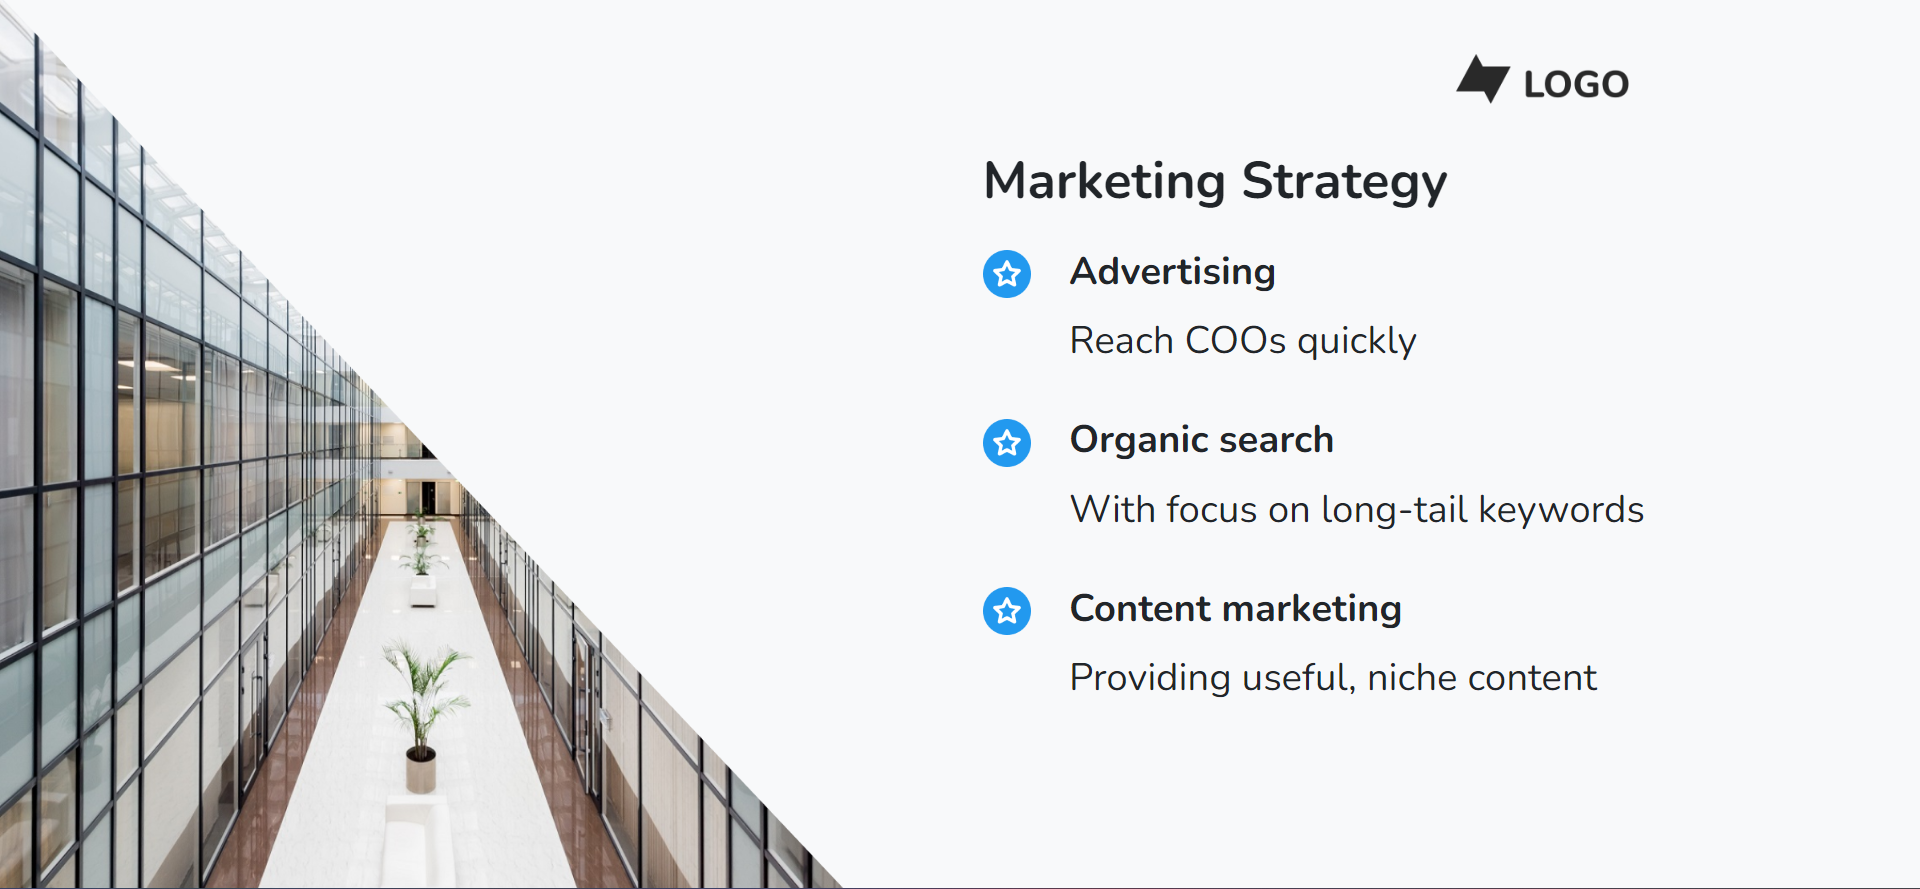 LOGO
Marketing Strategy
Advertising
Reach COOs quickly
Organic search
With focus on long-tail keywords
Content marketing
Providing useful, niche content